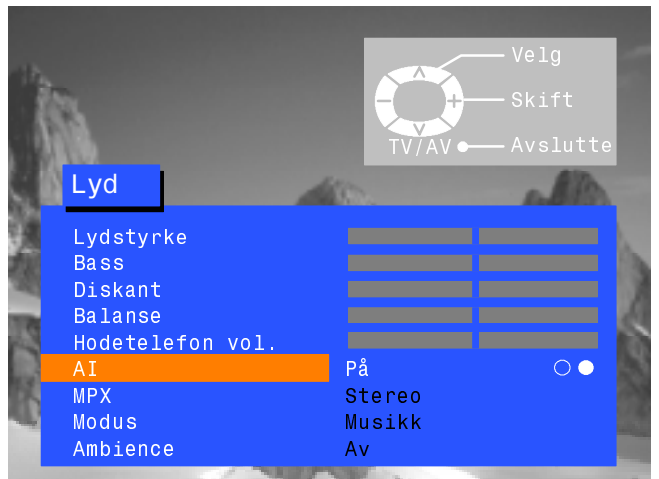 Velg
Skift
TV/AV Avslutte
Lyd
Lydstyrke
Bass
Diskant
Balanse
Hodetelefon vol.
AI På
MPX Stereo
Modus Musikk
Ambience Av